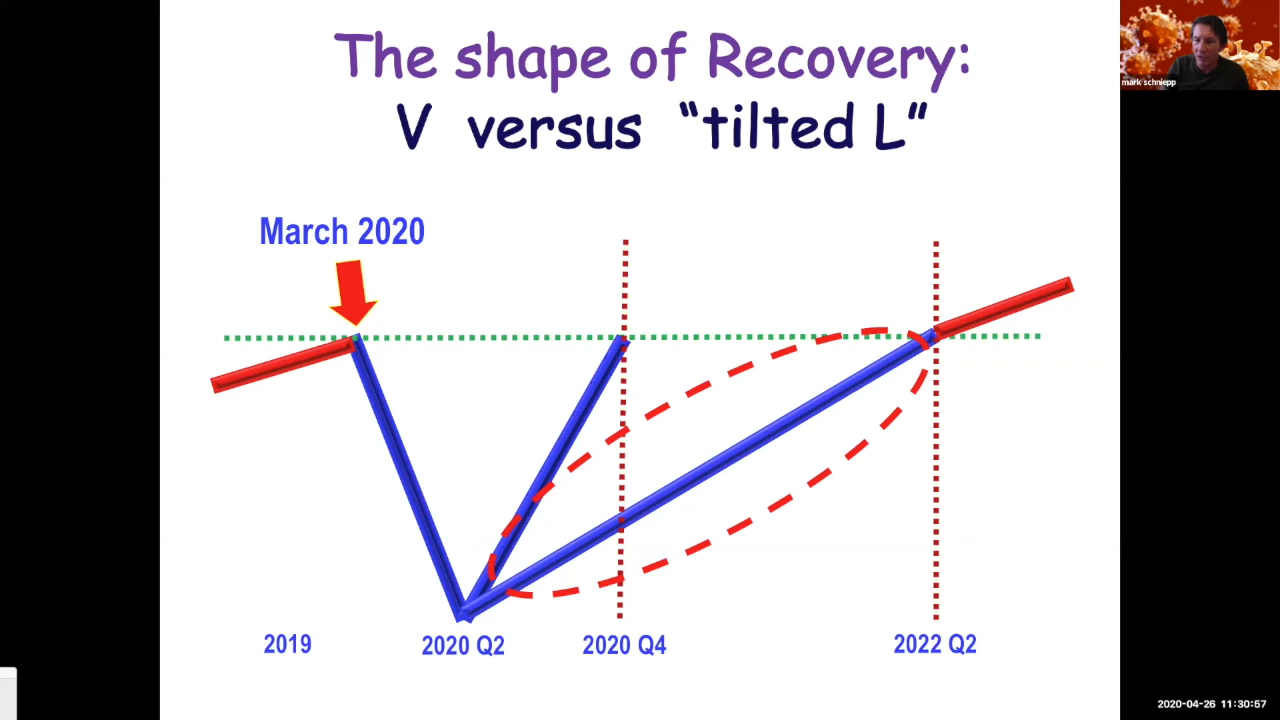 The shape of Recovery:
V versus “tilted L”
mark schniepp
March 2020
2019
2020 Q2
2020 Q4
2022 Q2
2020-04-26 11:30:57